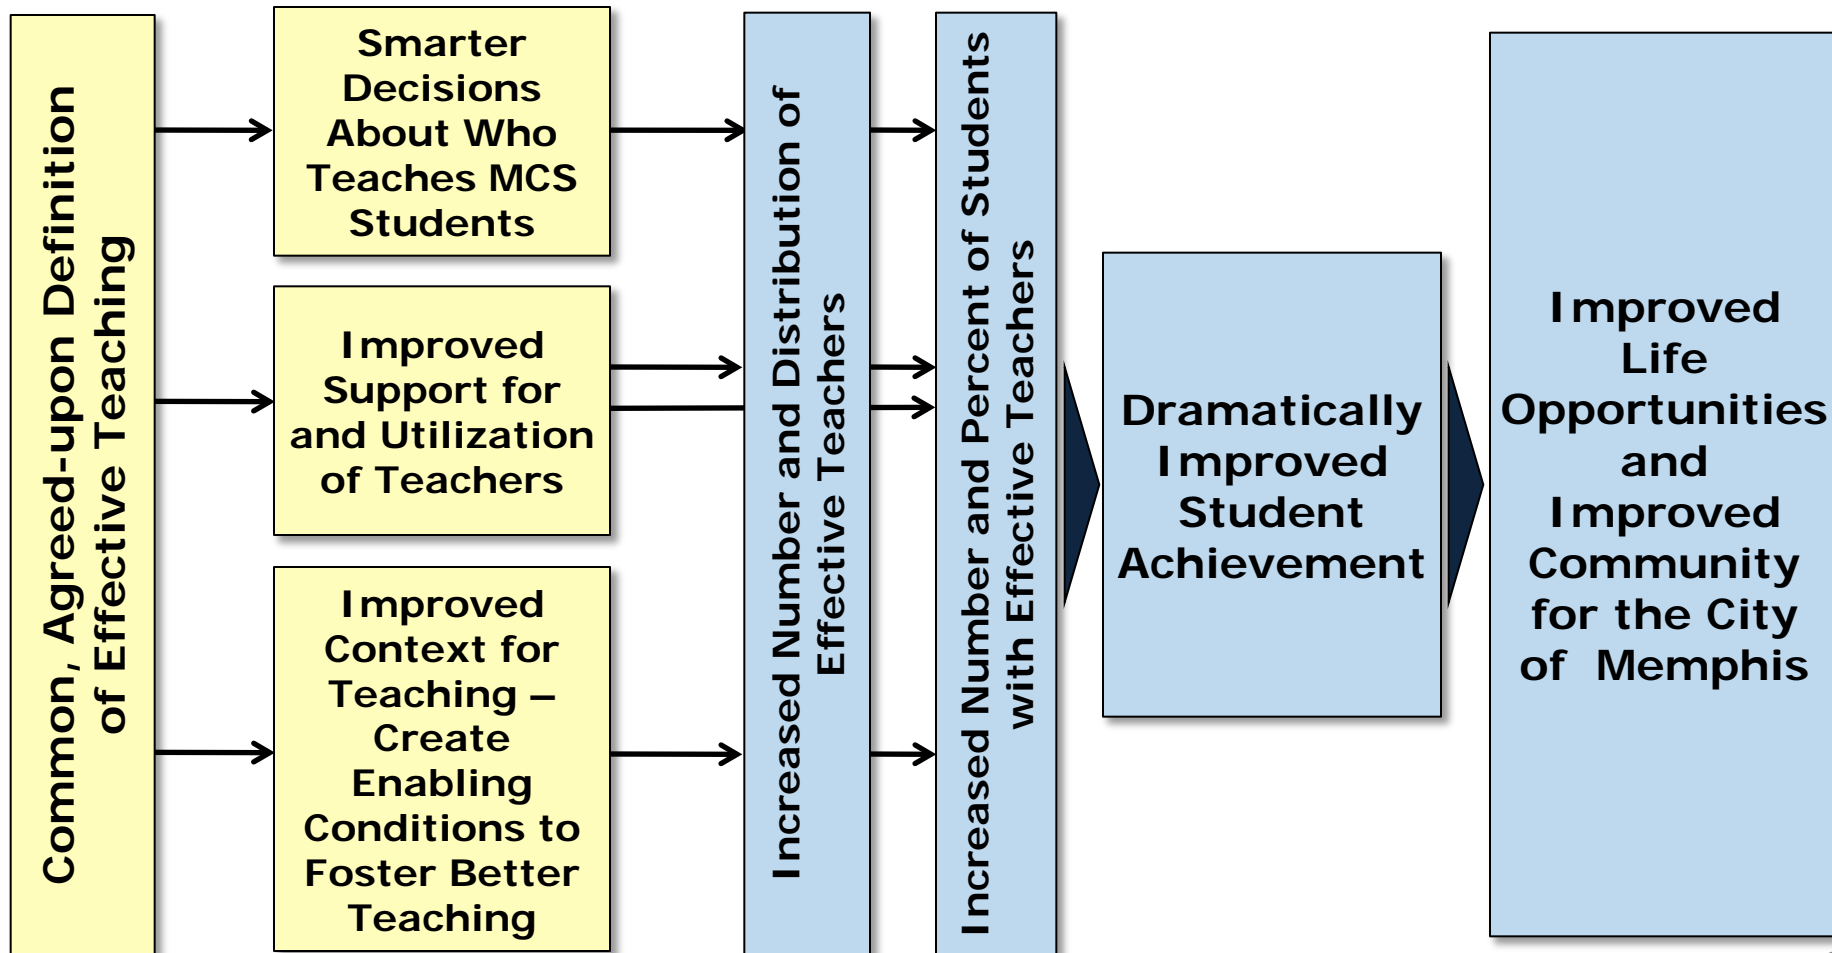 Common, Agreed-upon Definition
of Effective Teaching
Smarter
Decisions
About Who
Teaches MCS
Students
Improved
Support for
and Utilization
of Teachers
Improved
Context for
Teaching –
Create
Enabling
Conditions to
Foster Better
Teaching
Increased Number and Distribution of
Effective Teachers
Increased Number and Percent of Students
with Effective Teachers
Dramatically
Improved
Student
Achievement
Improved
Life
Opportunities
and
Improved
Community
for the City
of Memphis